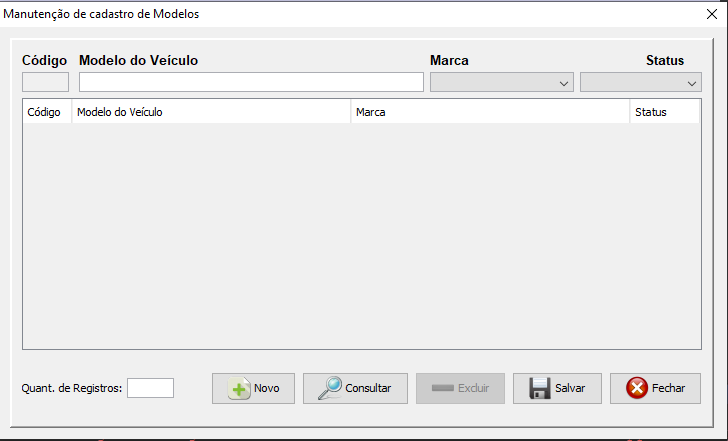 Manutenção de cadastro de Modelos
Código Modelo do Veículo Marca Status
Código Modelo do Veículo Marca Status
Quant. de Registros: Novo Consultar Excluir Salvar Fechar